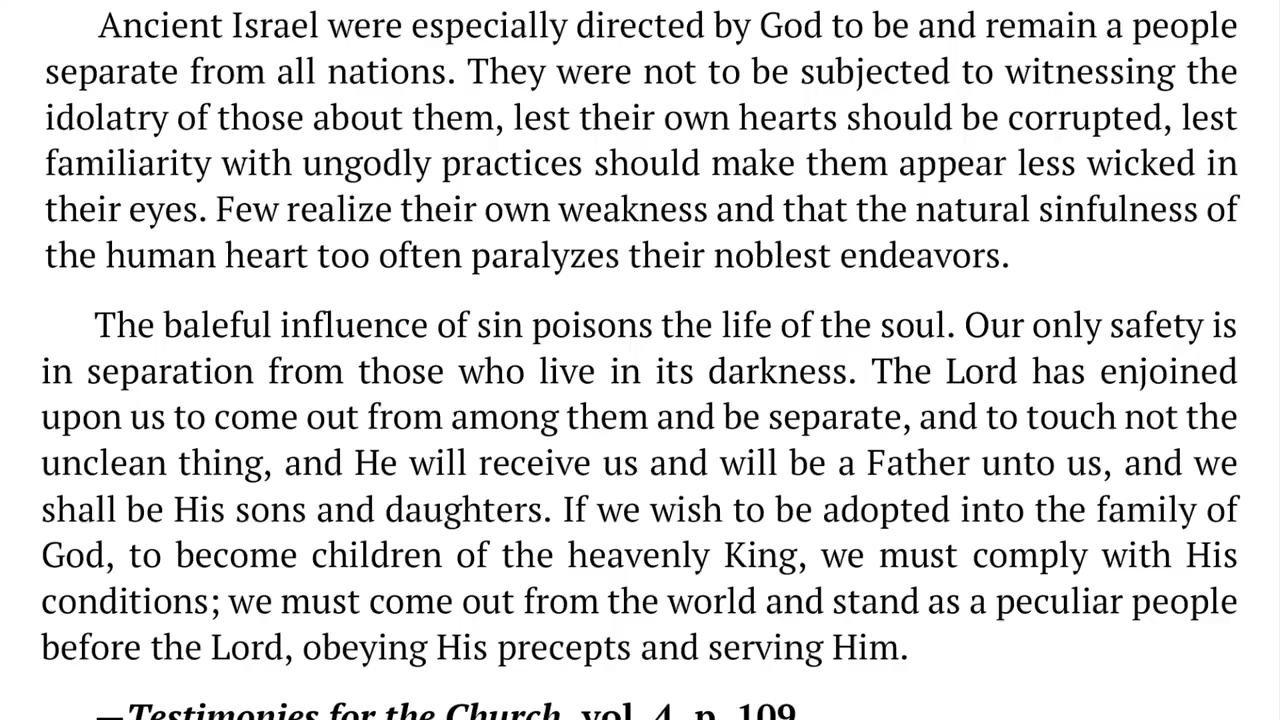 Ancient Israel were especially directed by God to be and remain a people
separate from all nations. They were not to be subjected to witnessing the
idolatry of those about them, lest their own hearts should be corrupted, lest
familiarity with ungodly practices should make them appear less wicked in
their eyes. Few realize their own weakness and that the natural sinfulness of
the human heart too often paralyzes their noblest endeavors.
The baleful influence of sin poisons the life of the soul. Our only safety is
in separation from those who live in its darkness. The Lord has enjoined
upon us to come out from among them and be separate, and to touch not the
unclean thing, and He will receive us and will be a Father unto us, and we
shall be His sons and daughters. If we wish to be adopted into the family of
God, to become children of the heavenly King, we must comply with His
conditions; we must come out from the world and stand as a peculiar people
before the Lord, obeying His precepts and serving Him.
—Testimonies for the Church, vol. 4, p. 109